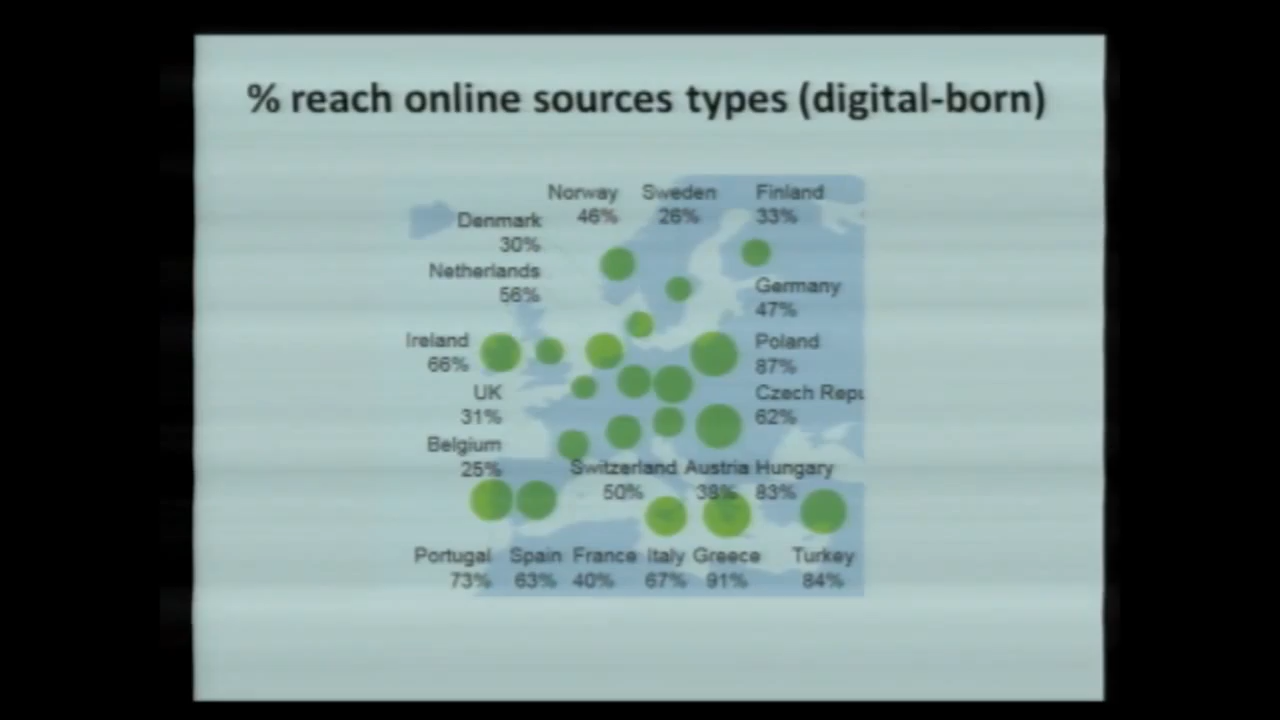 % reach online sources types (digital-born)
Norway Sweden Finland
46% 26% 33%
Denmark
30%
Netherlands
56%
Germany
47%
Ireland
66%
Poland
87%
UK
31%
Czech Repu
62%
Belgium
25%
Switzerland Austria Hungary
50% 38% 83%
Portugal Spain France Italy Greece Turkey
73% 63% 40% 67% 91% 84%